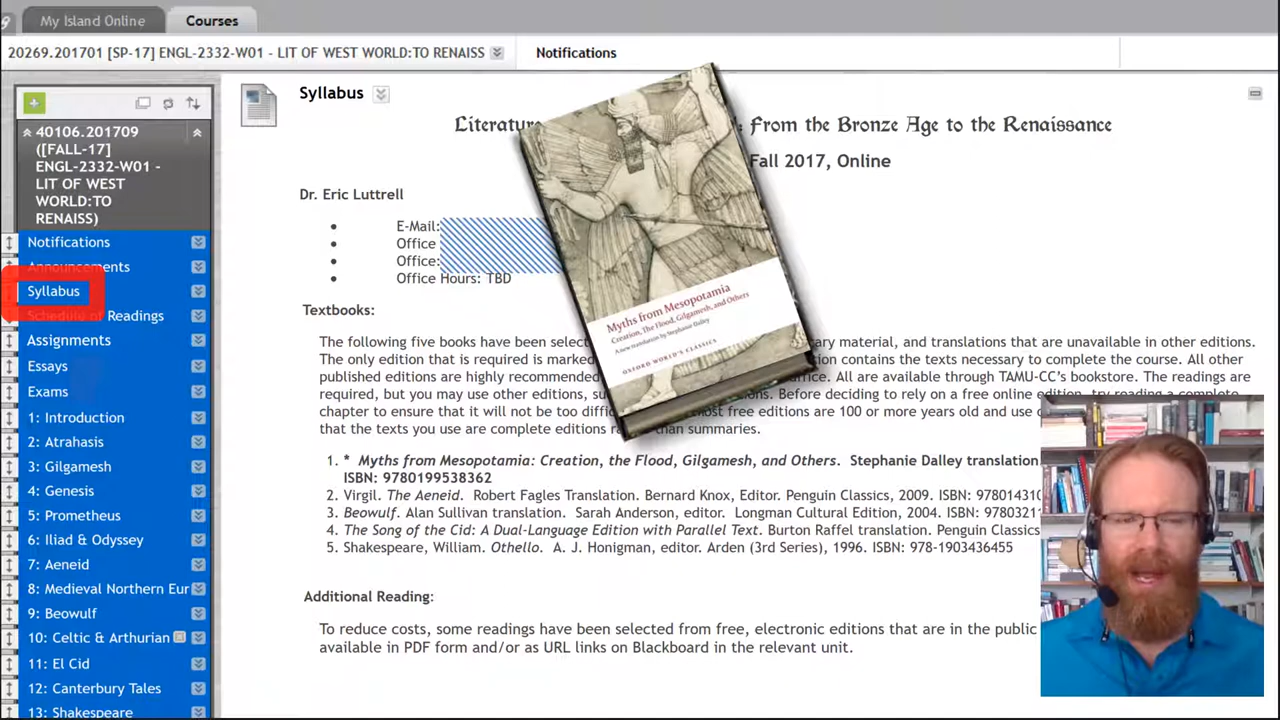 My Island Online
Courses
20269.201701 [SP-17] ENGL-2332-W01 - LIT OF WEST WORLD:TO RENAISS
Notifications
40106.201709
([FALL-17]
ENGL-2332-W01 -
LIT OF WEST
WORLD:TO
RENAISS)
Notifications
Announcements
Syllabus
Schedule of Readings
Assignments
Essays
Exams
1: Introduction
2: Atrahasis
3: Gilgamesh
4: Genesis
5: Prometheus
6: Iliad & Odyssey
7: Aeneid
8: Medieval Northern Eur
9: Beowulf
10: Celtic & Arthurian
11: El Cid
12: Canterbury Tales
13: Shakespeare
Syllabus
Literature : From the Bronze Age to the Renaissance
Fall 2017, Online
Dr. Eric Luttrell
E-Mail:
Office
Office:
Office Hours: TBD
Textbooks:
The following five books have been selec ary material, and translations that are unavailable in other editions.
The only edition that is required is marked tion contains the texts necessary to compete the course. All other
published editions are highly recommended ffice. All are available through TAMU-CC's bookstore. The readings are
required, but you may use other editions, su ions. Before deciding to rely on a free online edition, try reading a complete
chapter to ensure that it will not be too diffi most free editions are 100 or more years old and use
that the texts you use are complete editions than summaries.
1. * Myths from Mesopotamia: Creation, the Flood, Gilgamesh, and Others. Stephanie Dalley translation
ISBN: 9780199538362
2. Virgil. The Aeneid. Robert Fagles Translation. Bernard Knox, Editor. Penguin Classics, 2009. ISBN: 97801431
3. Beowulf. Alan Sullivan translation. Sarah Anderson, editor. Longman Cultural Edition, 2004. ISBN: 9780321
4. The Song of the Cid: A Dual-Language Edition with Parallel Text. Burton Raffel translation. Penguin Classics
5. Shakespeare, William. Othello. A. J. Honigman, editor. Arden (3rd Series), 1996. ISBN: 978-1903436455
Additional Reading:
To reduce costs, some readings have been selected from free, electronic editions that are in the public
available in PDF form and/or as URL links on Blackboard in the relevant unit.
Myths from Mesopotamia
Creation, The Flood, Gilgamesh, and Others
A new translation by Stephanie Dalley
OXFORD WORLD'S CLASSICS